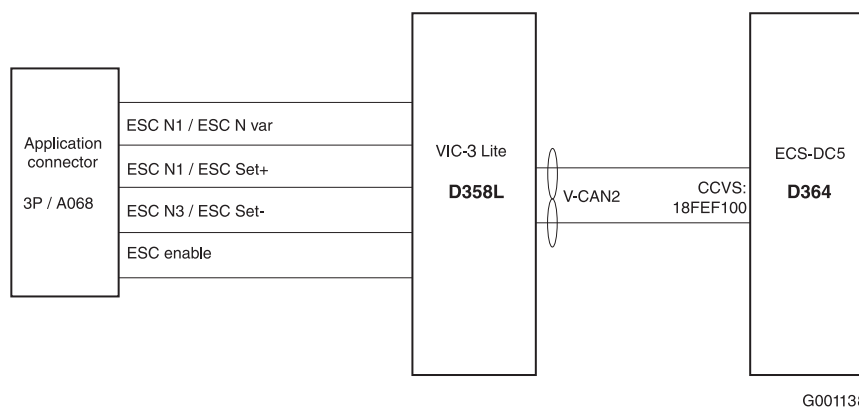 Application
connector
3P / A068
ESC N1 / ESC N var
ESC N1 / ESC Set+
ESC N3 / ESC Set-
ESC enable
VIC-3 Lite
D358L
V-CAN2
CCVS:
18FEF100
ECS-DC5
D364
G001138